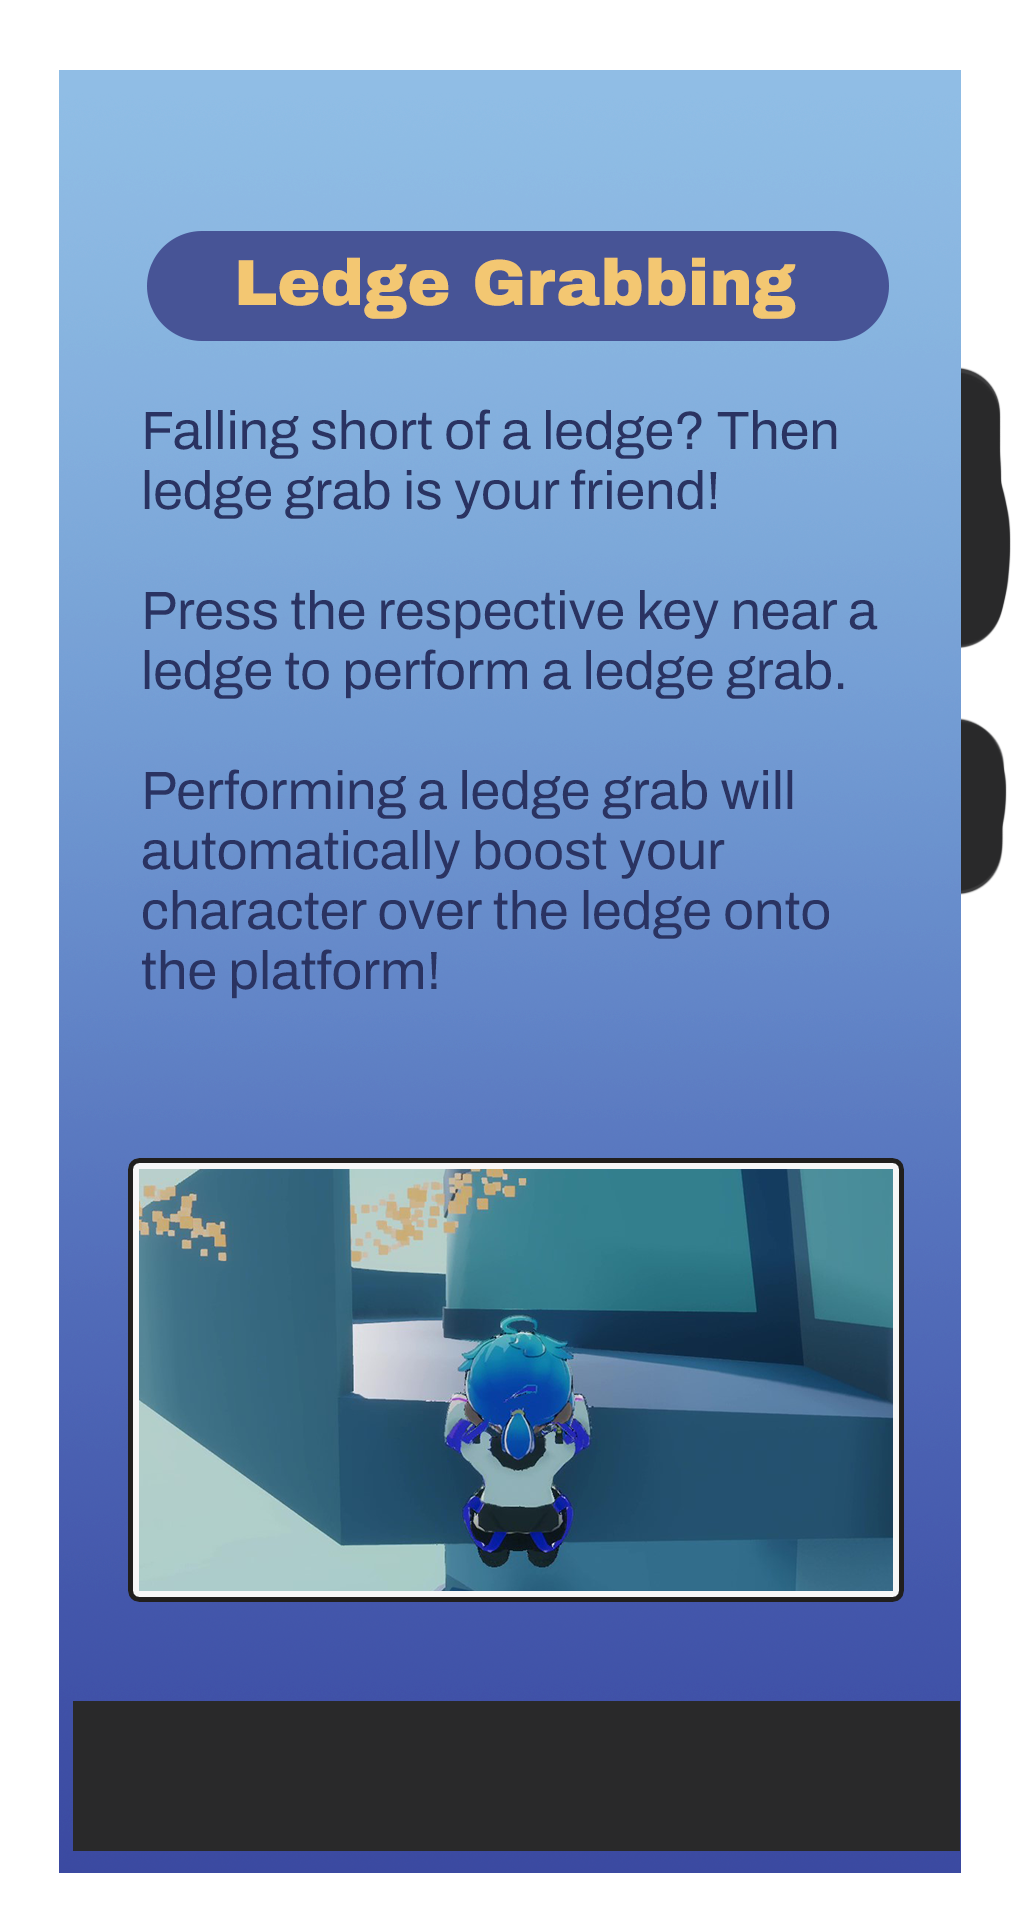 Ledge Grabbing
Falling short of a ledge? Then
ledge grab is your friend!
Press the respective key near a
ledge to perform a ledge grab.
Performing a ledge grab will
automatically boost your
character over the ledge onto
the platform!